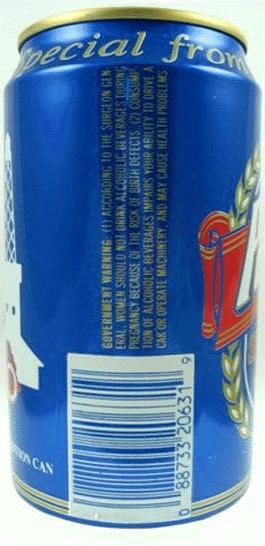 Special from
GOVERNMENT WARNING: (1) ACCORDING TO THE SURGEON GEN
ERAL, WOMEN SHOULD NOT DRINK ALCOHOLIC BEVERAGES DURING
PREGNANCY BECAUSE OF THE RISK OF BIRTH DEFECTS. (2) CONSUMP
TION OF ALCOHOLIC BEVERAGES IMPAIRS YOUR ABILITY TO DRIVE A
CAR OR OPERATE MACHINERY, AND MAY CAUSE HEALTH PROBLEMS
0 88733 20631 9
TION CAN